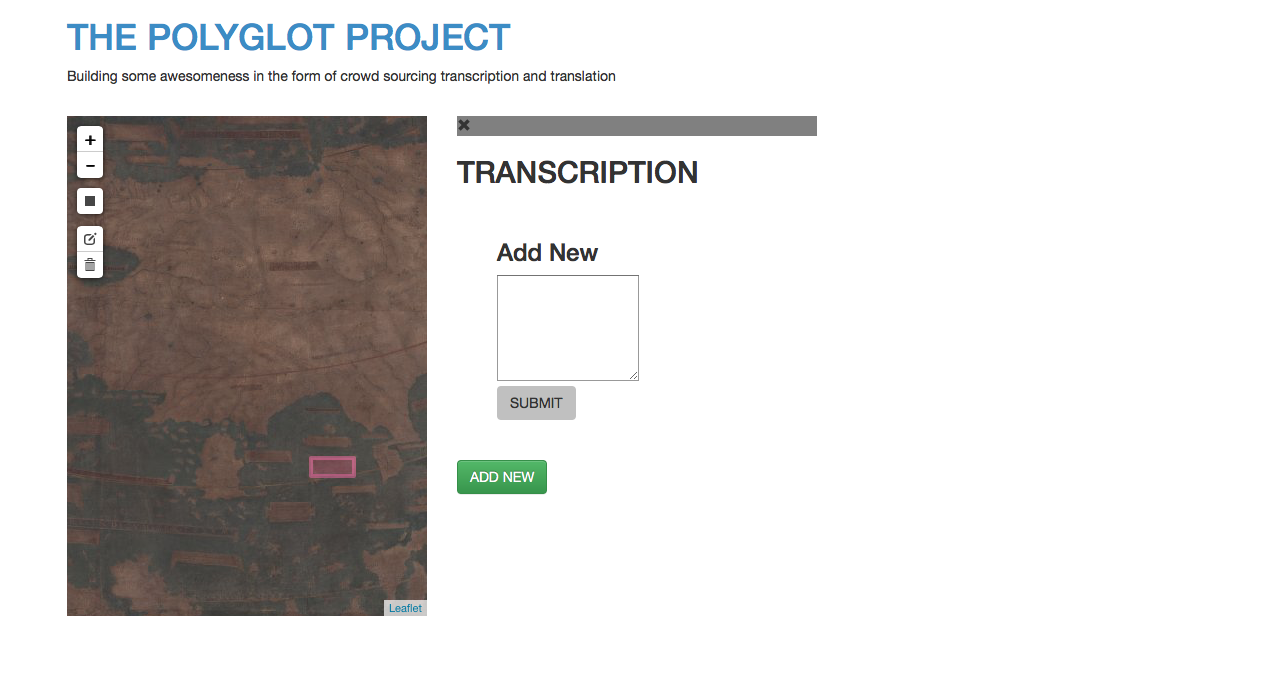 THE POLYGLOT PROJECT
Building some awesomeness in the form of crowd sourcing transcription and translation
+
−
TRANSCRIPTION
Add New
SUBMIT
ADD NEW
Leaflet